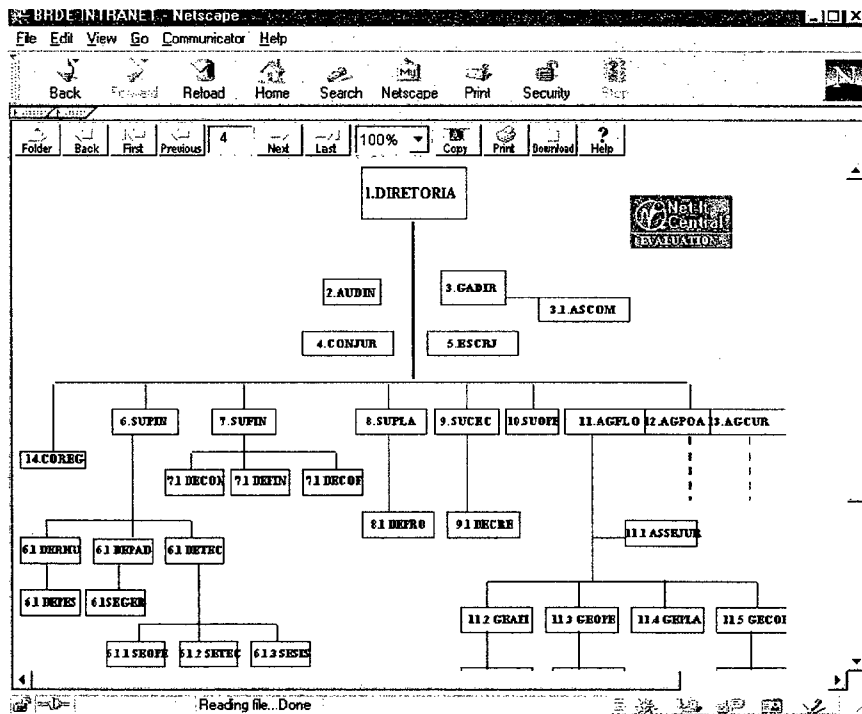 BRDE INTRANET - Netscape
File Edit View Go Communicator Help
Back Forward Reload Home Search Netscape Print Security Stop
Folder Back First Previous 4 Next Last 100% Copy Print Download Help
1.DIRETORIA
Net-It
Central
EVALUATION
2.AUDIN
3.GADIR
3.1.ASCOM
4.CONJUR
5.ESCRJ
6.SUPIN
7.SUFIN
8.SUPLA
9.SUCEC
10.SUOPE
11.AGFLO
12.AGPOA
13.AGCUR
14.COREG
7.1 DECON
7.1 DEFIN
7.1 DECOF
8.1 DEPRO
9.1 DECRE
11.1 ASSEJUR
6.1 DERHU
6.1 DEPAD
6.1 DETEC
6.1 DEPES
6.1SEGER
11.2 GEAFI
11.3 GEOPE
11.4 GEPLA
11.5 GECOI
6.1.1 SEOPE
6.1.2 SETEC
6.1.3 SESIS
Reading file...Done